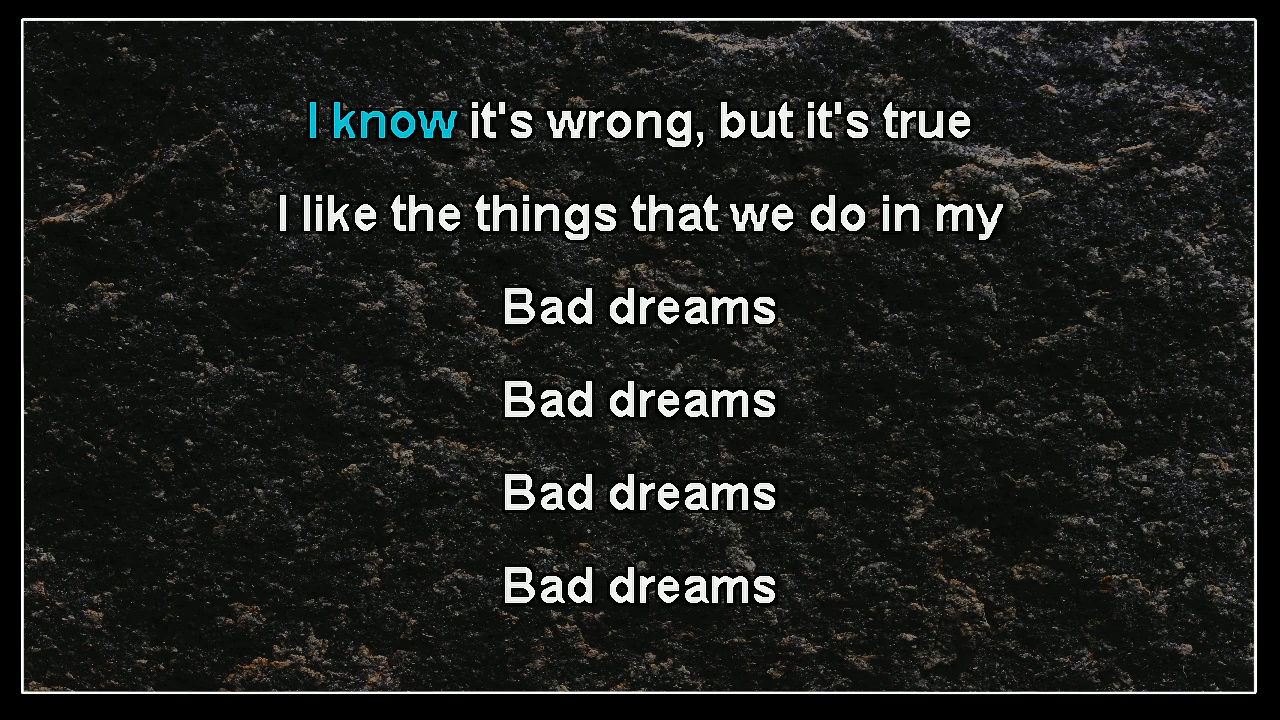 I know it's wrong, but it's true
I like the things that we do in my
Bad dreams
Bad dreams
Bad dreams
Bad dreams